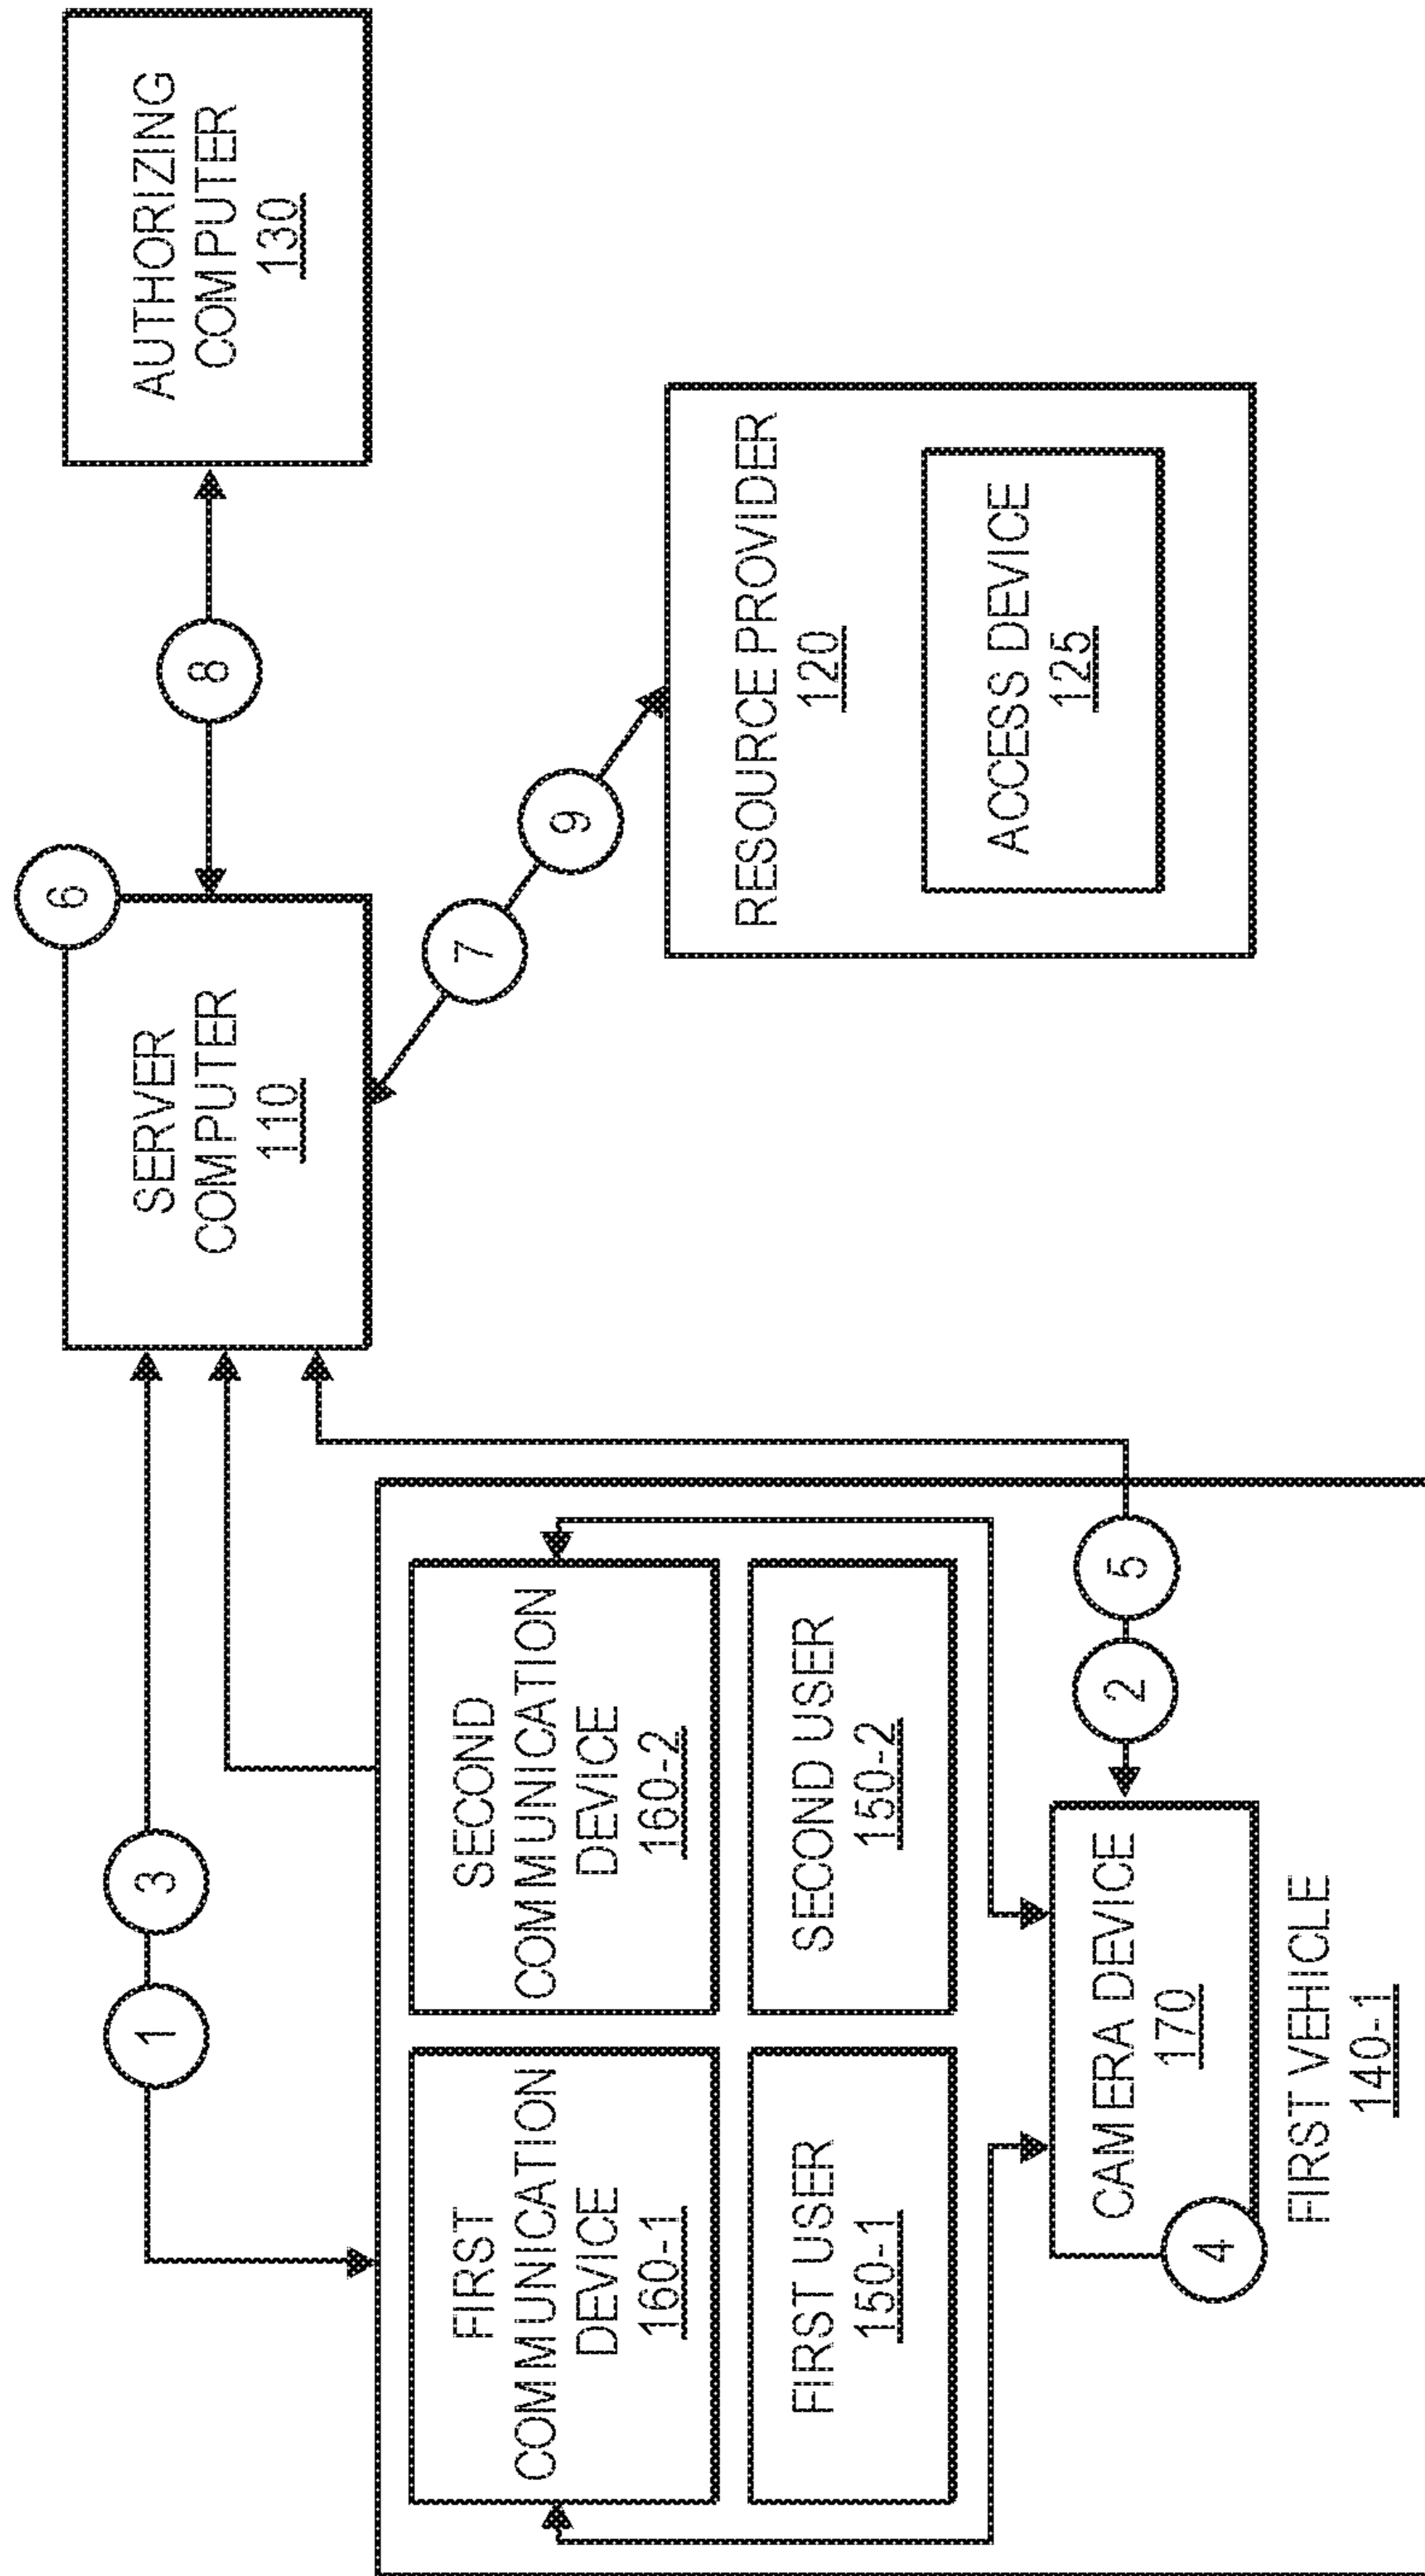 1
3
FIRST
COMMUNICATION
DEVICE
160-1
SECOND
COMMUNICATION
DEVICE
160-2
FIRST USER
150-1
SECOND USER
150-2
4
CAMERA DEVICE
170
2
5
FIRST VEHICLE
140-1
SERVER
COMPUTER
110
6
8
AUTHORIZING
COMPUTER
130
7
9
RESOURCE PROVIDER
120
ACCESS DEVICE
125